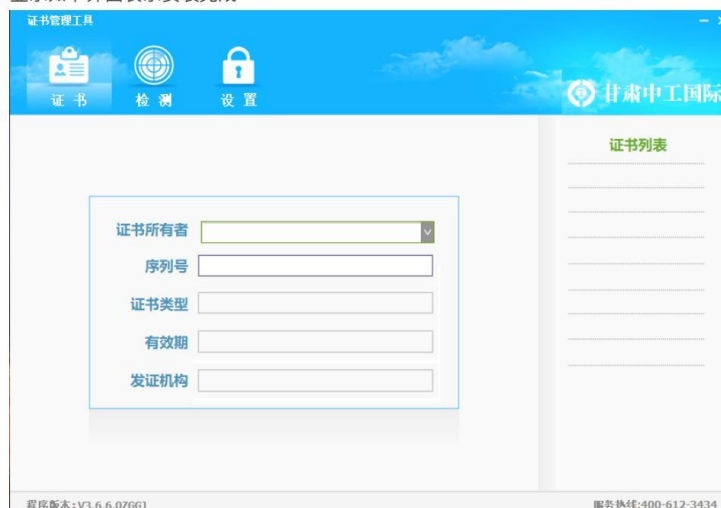 证书管理工具
证 书
检 测
设 置
甘肃中工国际
证书列表
证书所有者
序列号
证书类型
有效期
发证机构
程序版本:V3.6.6.07GG1
服务热线:400-612-3434